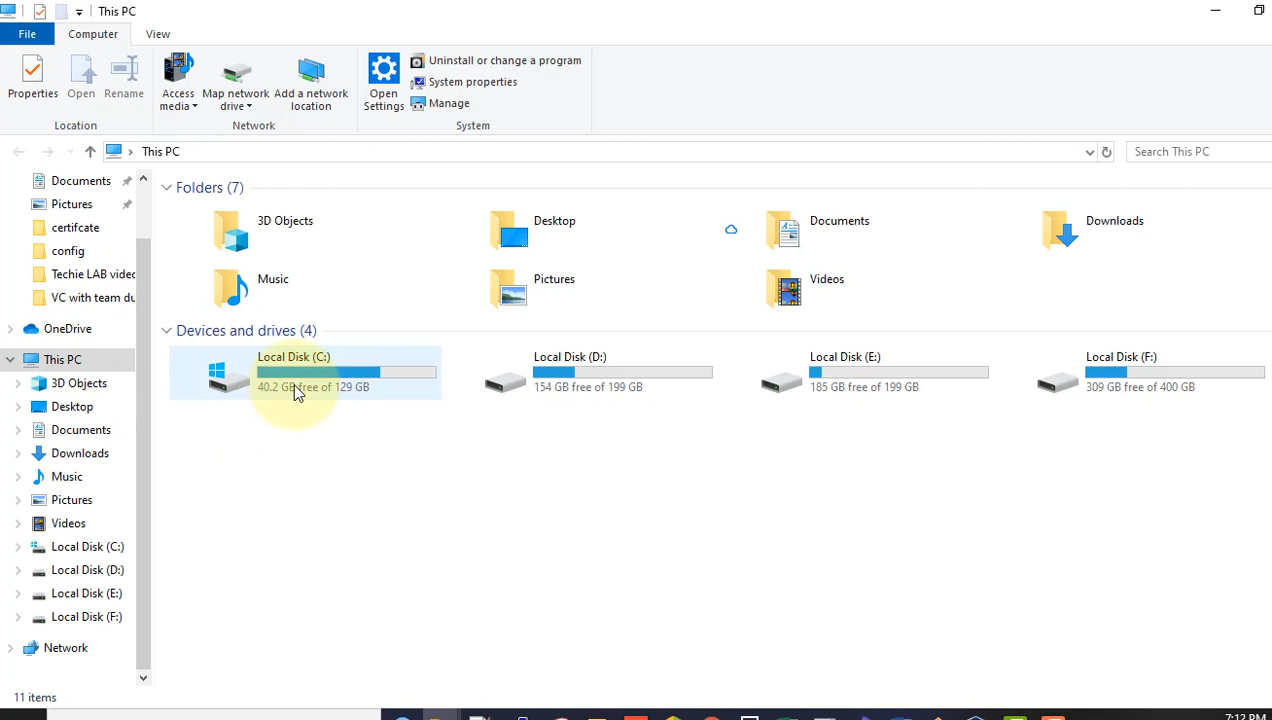 This PC
File
Computer
View
Properties
Open
Rename
Access media
Map network drive
Add a network location
Open Settings
Uninstall or change a program
System properties
Manage
Location
Network
System
This PC
Search This PC
Documents
Pictures
certifcate
config
Techie LAB videc
VC with team du
OneDrive
This PC
3D Objects
Desktop
Documents
Downloads
Music
Pictures
Videos
Local Disk (C:)
Local Disk (D:)
Local Disk (E:)
Local Disk (F:)
Network
Folders (7)
3D Objects
Desktop
Documents
Downloads
Music
Pictures
Videos
Devices and drives (4)
Local Disk (C:)
40.2 GB free of 129 GB
Local Disk (D:)
154 GB free of 199 GB
Local Disk (E:)
185 GB free of 199 GB
Local Disk (F:)
309 GB free of 400 GB
11 items
7:12 PM